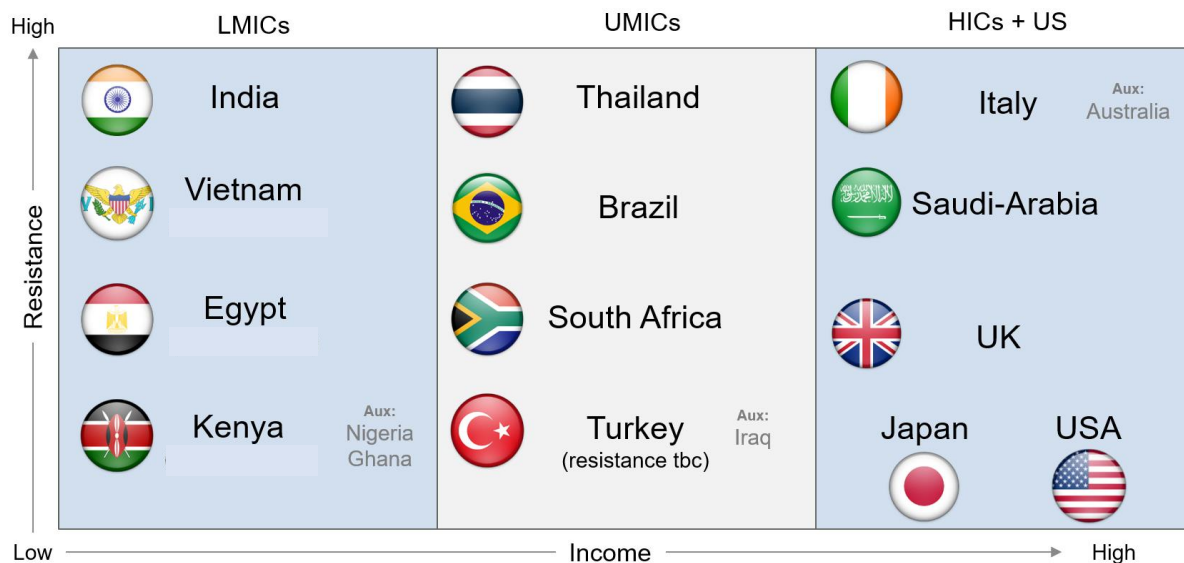 High
LMICs
UMICs
HICs + US
India
Thailand
Italy
Aux:
Australia
Vietnam
V I
Brazil
Saudi-Arabia
Resistance
Egypt
South Africa
UK
Kenya
Aux:
Nigeria
Ghana
Turkey
(resistance tbc)
Aux:
Iraq
Japan
USA
Low
Income
High